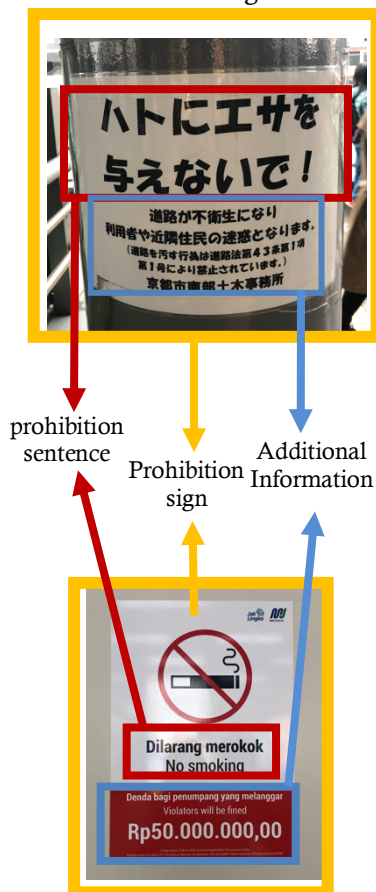 ハトにエサを
与えないで！
道路が不衛生になり
利用者や近隣住民の迷惑となります。
（道路を汚す行為は道路法第43条第1項
第1号により禁止されています。）
京都市南部土木事務所
prohibition
sentence
Prohibition
sign
Additional
Information
Jak
Lingko
Dilarang merokok
No smoking
Denda bagi penumpang yang melanggar
Violators will be fined
Rp50.000.000,00